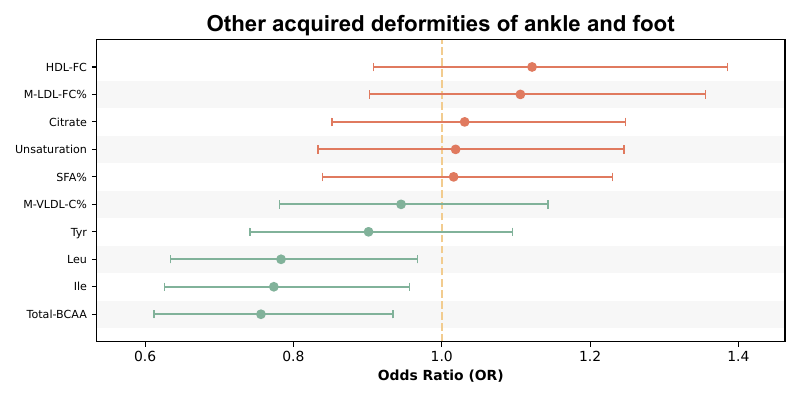 Other acquired deformities of ankle and foot
HDL-FC
M-LDL-FC%
Citrate
Unsaturation
SFA%
M-VLDL-C%
Tyr
Leu
Ile
Total-BCAA
0.6 0.8 1.0 1.2 1.4
Odds Ratio (OR)